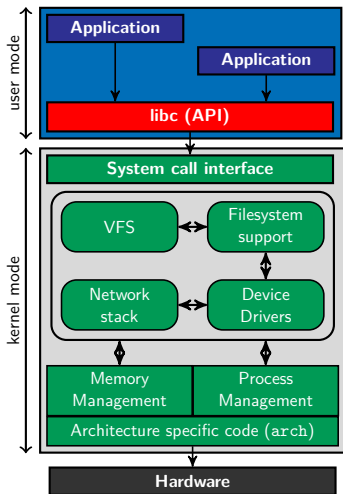 user mode
Application
Application
libc (API)
kernel mode
System call interface
VFS
Filesystem
support
Network
stack
Device
Drivers
Memory
Management
Process
Management
Architecture specific code (arch)
Hardware